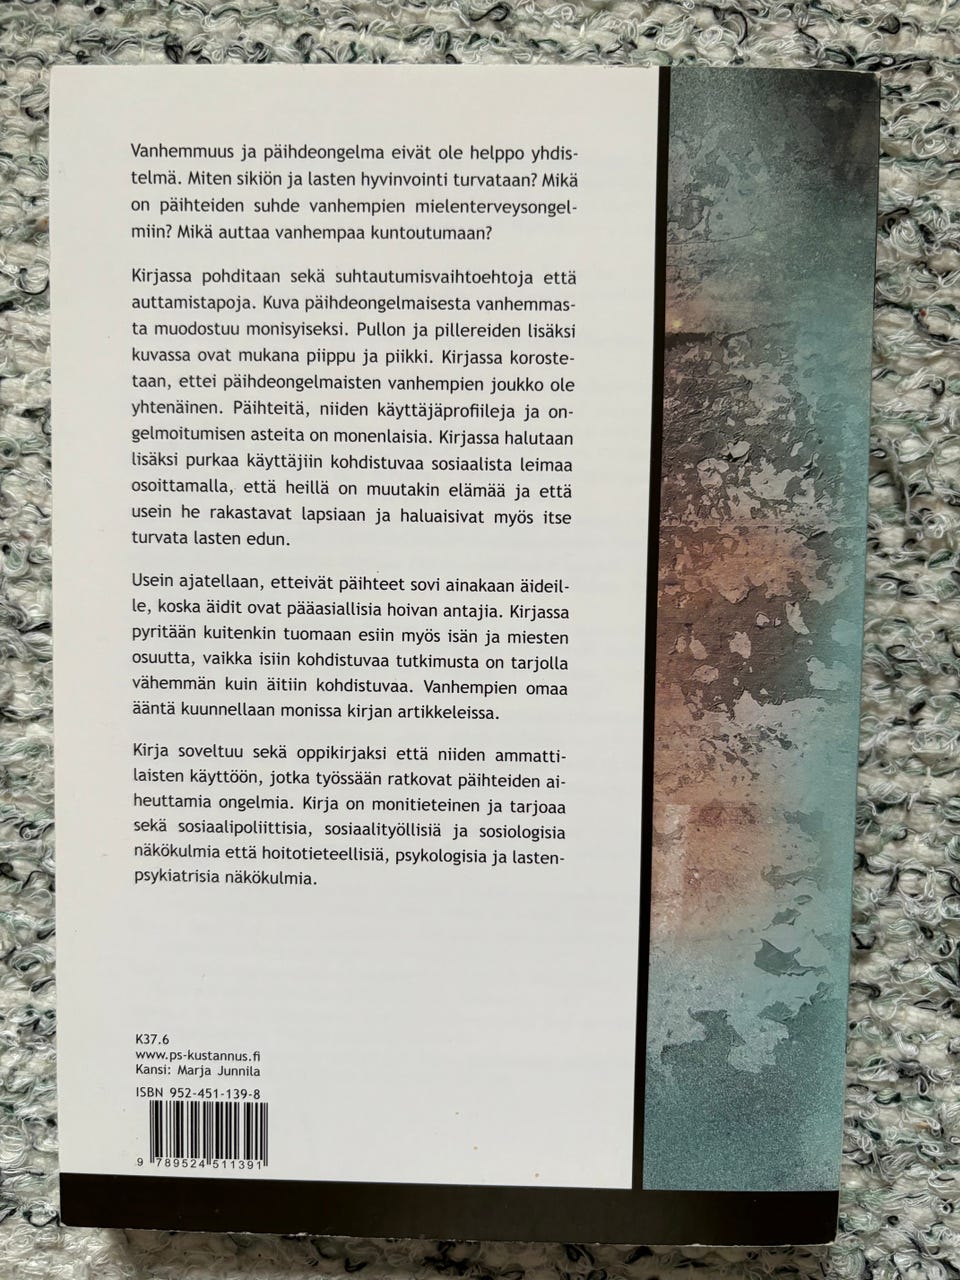 Vanhemmuus ja päihdeongelma eivät ole helppo yhdis-
telmä. Miten sikiön ja lasten hyvinvointi turvataan? Mikä
on päihteiden suhde vanhempien mielenterveysongel-
miin? Mikä auttaa vanhempaa kuntoutumaan?
Kirjassa pohditaan sekä suhtautumisvaihtoehtoja että
auttamistapoja. Kuva päihdeongelmaisesta vanhemmas-
ta muodostuu monisyiseksi. Pullon ja pillereiden lisäksi
kuvassa ovat mukana piippu ja piikki. Kirjassa koroste-
taan, ettei päihdeongelmaisten vanhempien joukko ole
yhtenäinen. Päihteitä, niiden käyttäjäprofiileja ja on-
gelmoitumisen asteita on monenlaisia. Kirjassa halutaan
lisäksi purkaa käyttäjiin kohdistuvaa sosiaalista leimaa
osoittamalla, että heillä on muutakin elämää ja että
usein he rakastavat lapsiaan ja haluaisivat myös itse
turvata lasten edun.
Usein ajatellaan, etteivät päihteet sovi ainakaan äideil-
le, koska äidit ovat pääasiallisia hoivan antajia. Kirjassa
pyritään kuitenkin tuomaan esiin myös isän ja miesten
osuutta, vaikka isiin kohdistuvaa tutkimusta on tarjolla
vähemmän kuin äitiin kohdistuvaa. Vanhempien omaa
ääntä kuunnellaan monissa kirjan artikkeleissa.
Kirja soveltuu sekä oppikirjaksi että niiden ammatti-
laisten käyttöön, jotka työssään ratkovat päihteiden ai-
heuttamia ongelmia. Kirja on monitieteinen ja tarjoaa
sekä sosiaalipoliittisia, sosiaalityöllisiä ja sosiologisia
näkökulmia että hoitotieteellisiä, psykologisia ja lasten-
psykiatrisia näkökulmia.
K37.6
www.ps-kustannus.fi
Kansi: Marja Junnila
ISBN 952-451-139-8
9 789524 511391